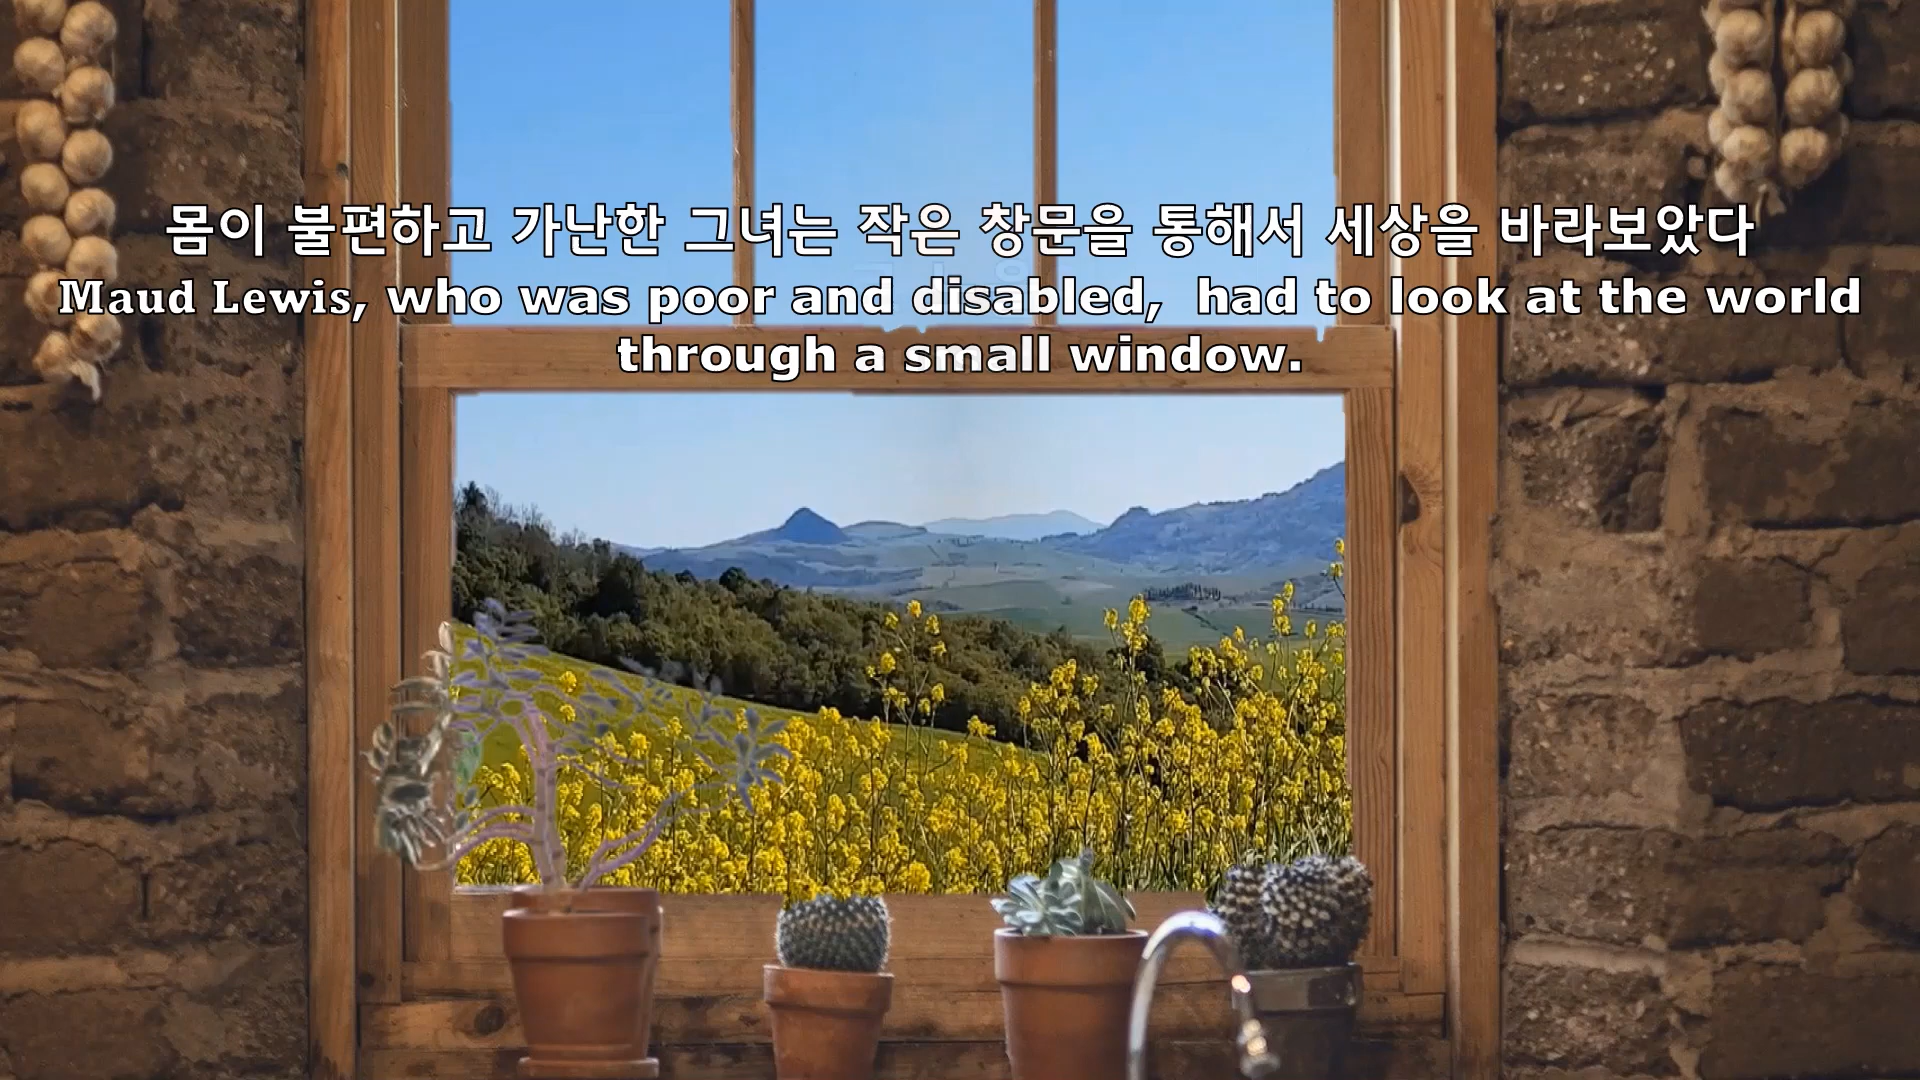 몸이 불편하고 가난한 그녀는 작은 창문을 통해서 세상을 바라보았다
Maud Lewis, who was poor and disabled,  had to look at the world
through a small window.